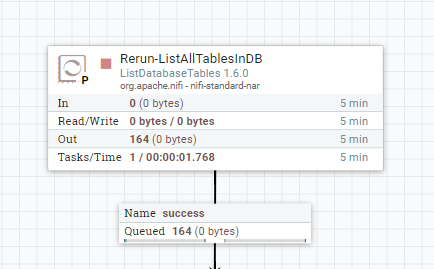 Rerun-ListAllTablesInDB
ListDatabaseTables 1.6.0
org.apache.nifi - nifi-standard-nar
P
In 0 (0 bytes) 5 min
Read/Write 0 bytes / 0 bytes 5 min
Out 164 (0 bytes) 5 min
Tasks/Time 1 / 00:00:01.768 5 min
Name success
Queued 164 (0 bytes)